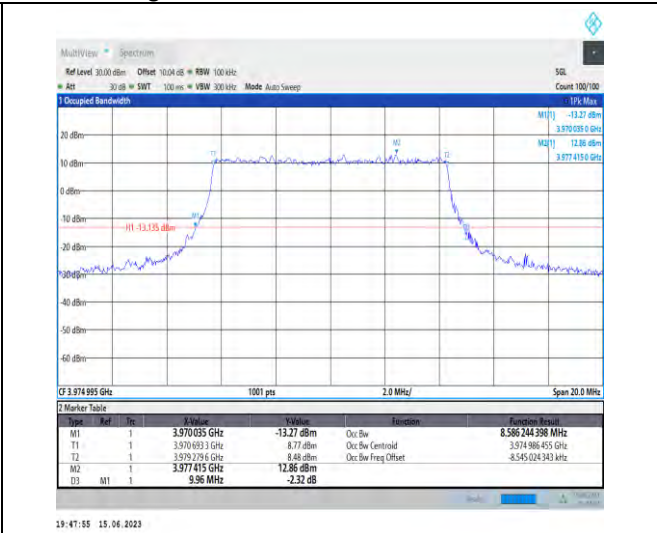 MultiView Spectrum
Ref Level 30.00 dBm Offset 10.04 dB RBW 100 kHz SGL
Att 30 dB SWT 100 ms VBW 300 kHz Mode Auto Sweep Count 100/100
1 Occupied Bandwidth 1Pk Max
M1[1] -13.27 dBm
3.970 035 0 GHz
M2[1] 12.86 dBm
3.977 415 0 GHz
20 dBm
M2
T1 T2
10 dBm
0 dBm
-10 dBm
M1
H1 -13.135 dBm
-20 dBm
-30 dBm
-40 dBm
-50 dBm
-60 dBm
CF 3.974 995 GHz 1001 pts 2.0 MHz/ Span 20.0 MHz
2 Marker Table
Type Ref Trc X-Value Y-Value Function Function Result
M1 1 3.970 035 GHz -13.27 dBm Occ Bw 8.586 244 398 MHz
T1 1 3.970 693 3 GHz 8.77 dBm Occ Bw Centroid 3.974 986 455 GHz
T2 1 3.979 279 6 GHz 8.48 dBm Occ Bw Freq Offset -8.545 024 343 kHz
M2 1 3.977 415 GHz 12.86 dBm
D3 M1 1 9.96 MHz -2.32 dB
19:47:55 15.06.2023